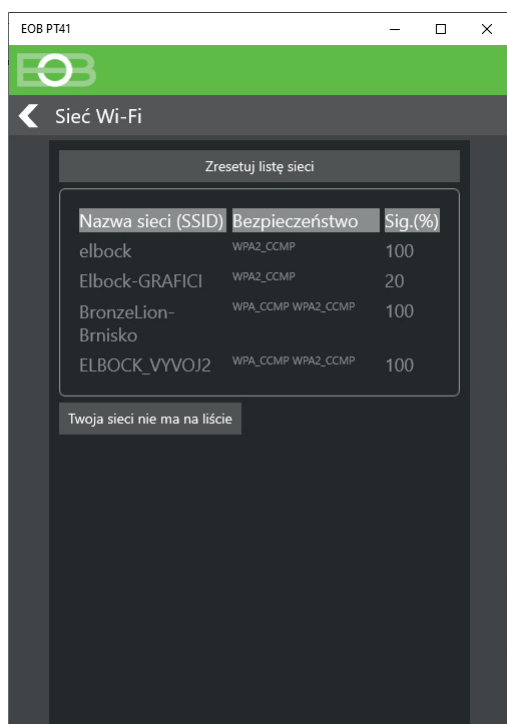 EOB PT41
EOB
Sieć Wi-Fi
Zresetuj listę sieci
Nazwa sieci (SSID) Bezpieczeństwo Sig.(%)
elbock WPA2_CCMP 100
Elbock-GRAFICI WPA2_CCMP 20
BronzeLion- WPA_CCMP WPA2_CCMP 100
Brnisko
ELBOCK_VYVOJ2 WPA_CCMP WPA2_CCMP 100
Twoja sieci nie ma na liście